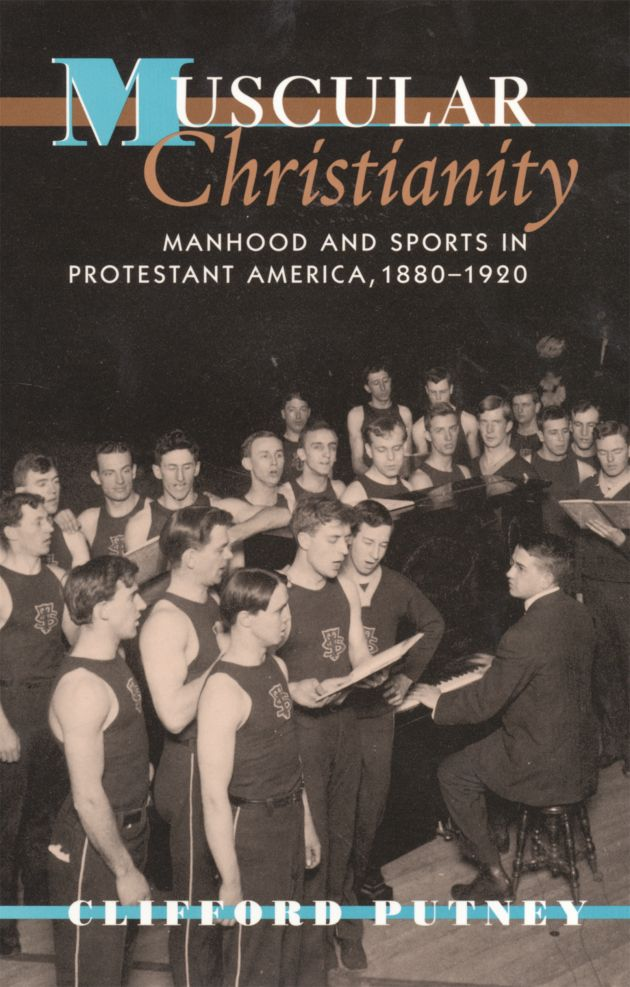 MUSCULAR
Christianity
MANHOOD AND SPORTS IN
PROTESTANT AMERICA, 1880–1920
CLIFFORD PUTNEY